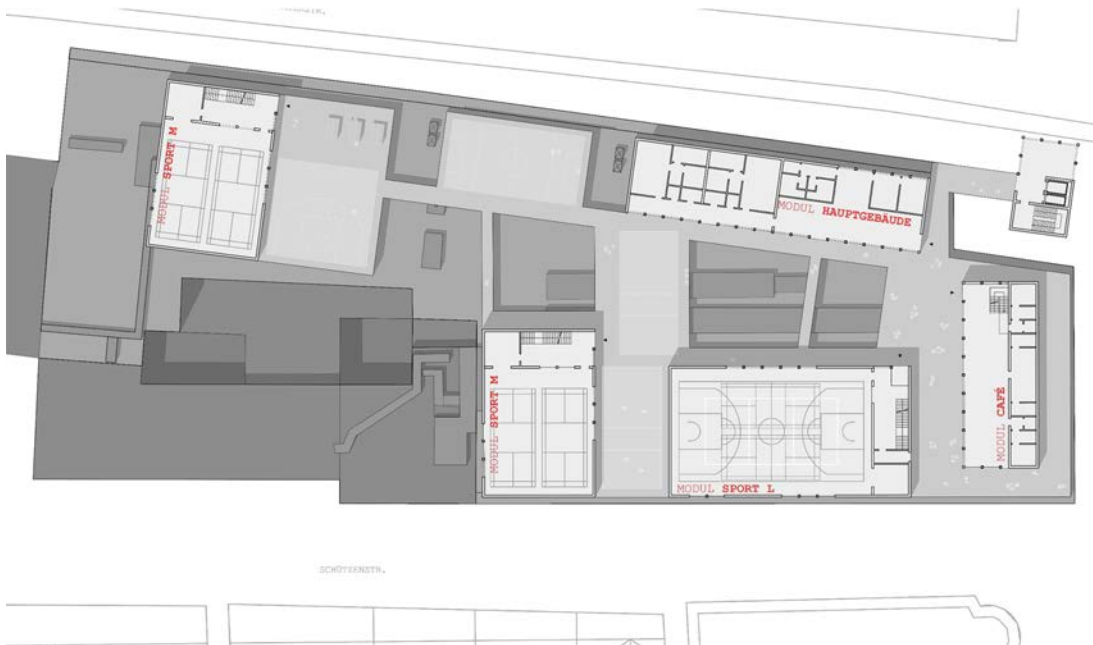 MODUL SPORT M
MODUL HAUPTGEBÄUDE
MODUL SPORT M
MODUL SPORT L
MODUL CAFÉ
SCHÜTZENSTR.